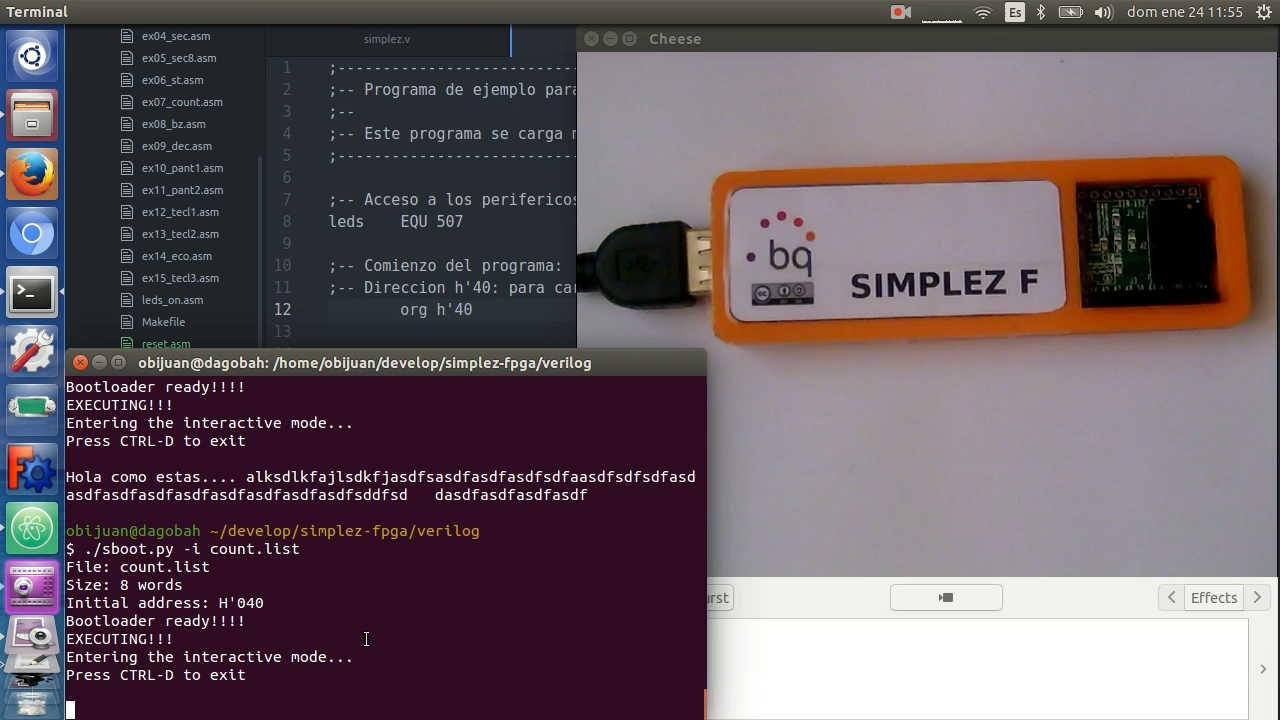 Terminal
Es
dom ene 24 11:55
ex04_sec.asm
ex05_sec8.asm
ex06_st.asm
ex07_count.asm
ex08_bz.asm
ex09_dec.asm
ex10_pant1.asm
ex11_pant2.asm
ex12_tecl1.asm
ex13_tecl2.asm
ex14_eco.asm
ex15_tecl3.asm
leds_on.asm
Makefile
reset.asm
simplez.v
1 ;---------------------------
2 ;-- Programa de ejemplo para
3 ;--
4 ;-- Este programa se carga
5 ;---------------------------
6
7 ;-- Acceso a los perifericos
8 leds    EQU 507
9
10 ;-- Comienzo del programa:
11 ;-- Direccion h'40: para car
12         org h'40
13
Cheese
bq
cc
SIMPLEZ F
urst
Effects
obijuan@dagobah: /home/obijuan/develop/simplez-fpga/verilog
Bootloader ready!!!!
EXECUTING!!!
Entering the interactive mode...
Press CTRL-D to exit
Hola como estas.... alksdlkfajlsdkfjasdfsasdfasdfasdfsdfaasdfsdfsdfasd
asdfasdfasdfasdfasdfasdfasdfasdfsddfsd   dasdfasdfasdfasdf
obijuan@dagobah ~/develop/simplez-fpga/verilog
$ ./sboot.py -i count.list
File: count.list
Size: 8 words
Initial address: H'040
Bootloader ready!!!!
EXECUTING!!!
Entering the interactive mode...
Press CTRL-D to exit